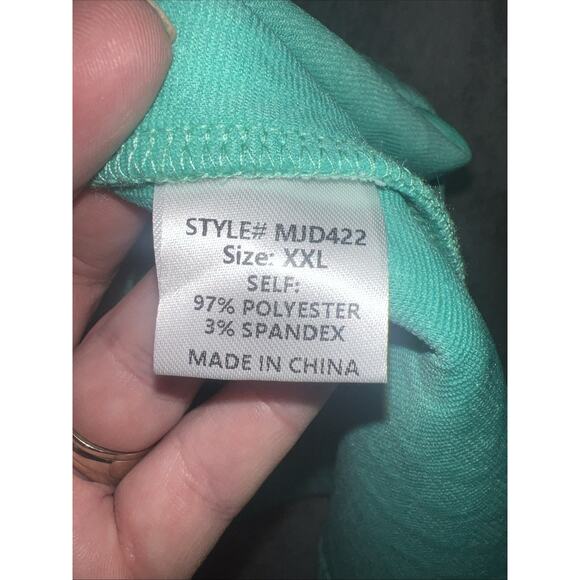 STYLE# MJD422
Size: XXL
SELF:
97% POLYESTER
3% SPANDEX
MADE IN CHINA